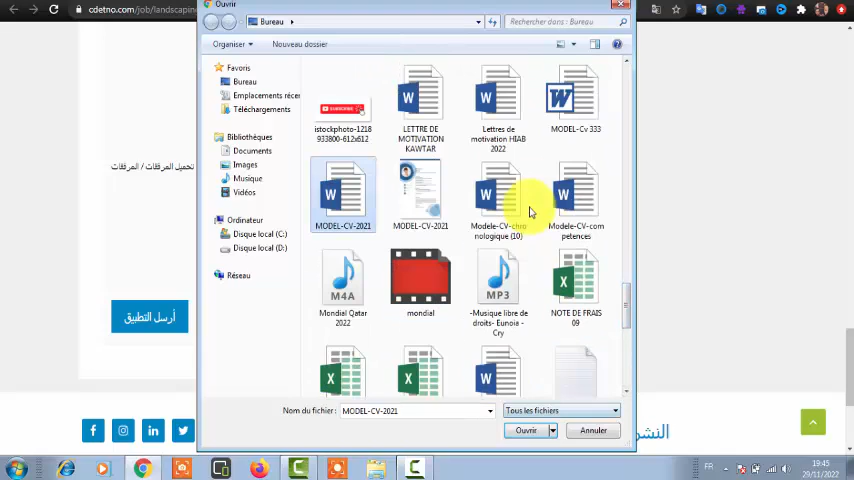 Ouvrir
cdetno.com/job/landscapin
Bureau
Rechercher dans: Bureau
Organiser
Nouveau dossier
Favoris
Bureau
Emplacements récer
Téléchargements
Bibliothèques
Documents
Images
Musique
Vidéos
Ordinateur
Disque local (C:)
Disque local (D:)
Réseau
SUBSCRIBE
istockphoto-1218
933800-612x612
LETTRE DE
MOTIVATION
KAWTAR
Lettres de
motivation HIAB
2022
MODEL-Cv 333
MODEL-CV-2021
MODEL-CV-2021
Modele-CV-chro
nologique (10)
Modele-CV-com
petences
M4A
Mondial Qatar
2022
mondial
MP3
-Musique libre de
droits- Eunoia -
Cry
NOTE DE FRAIS
09
تحميل المرفقات / المرفقات
أرسل التطبيق
Nom du fichier:
MODEL-CV-2021
Tous les fichiers
Ouvrir
Annuler
النشر
FR
19:45
29/11/2022